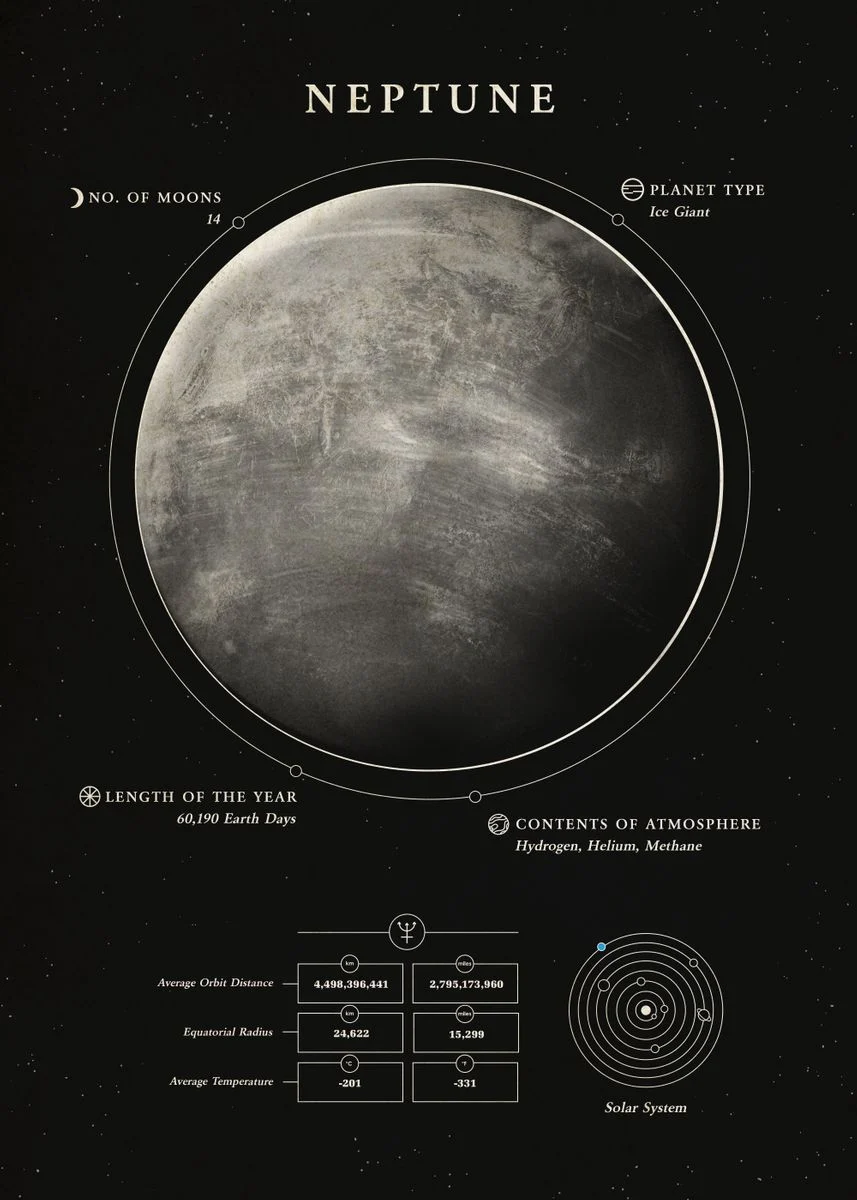 NEPTUNE
NO. OF MOONS
14
PLANET TYPE
Ice Giant
LENGTH OF THE YEAR
60,190 Earth Days
CONTENTS OF ATMOSPHERE
Hydrogen, Helium, Methane
km miles
Average Orbit Distance 4,498,396,441 2,795,173,960
km miles
Equatorial Radius 24,622 15,299
°C °F
Average Temperature -201 -331
Solar System